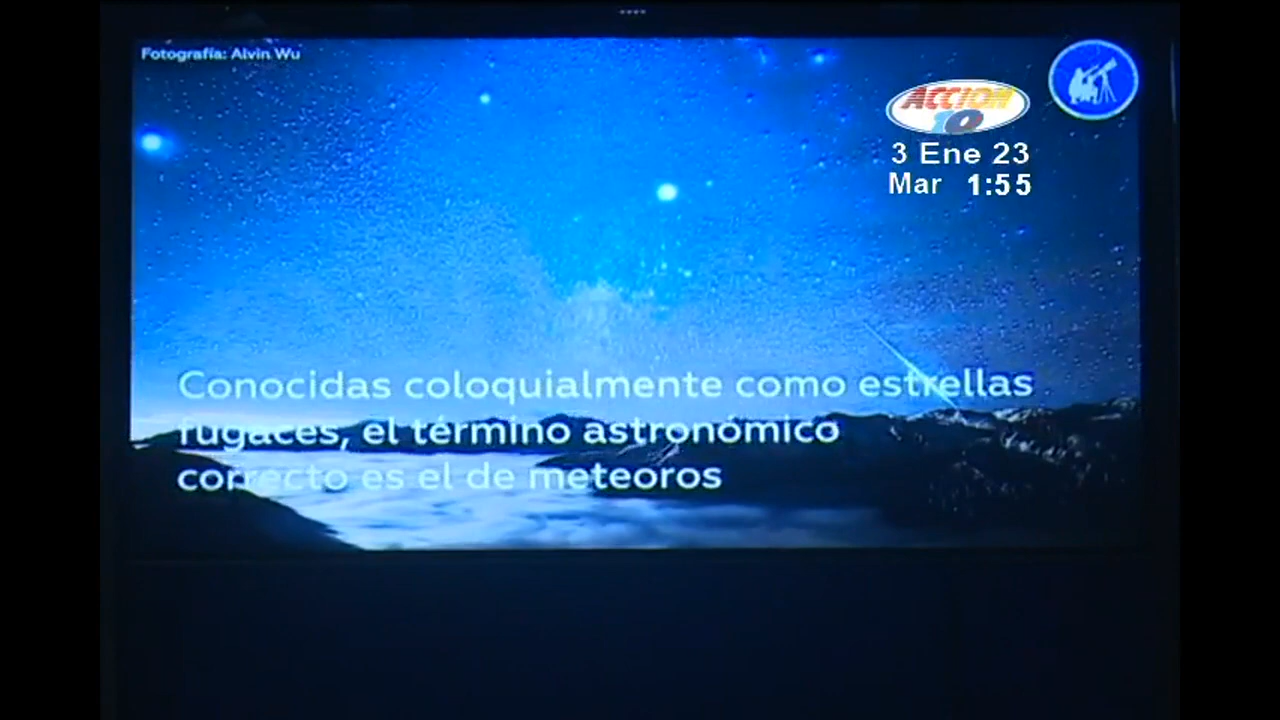 Fotografía: Alvin Wu
ACCION
10
3 Ene 23
Mar 1:55
Conocidas coloquialmente como estrellas
fugaces, el término astronómico
correcto es el de meteoros